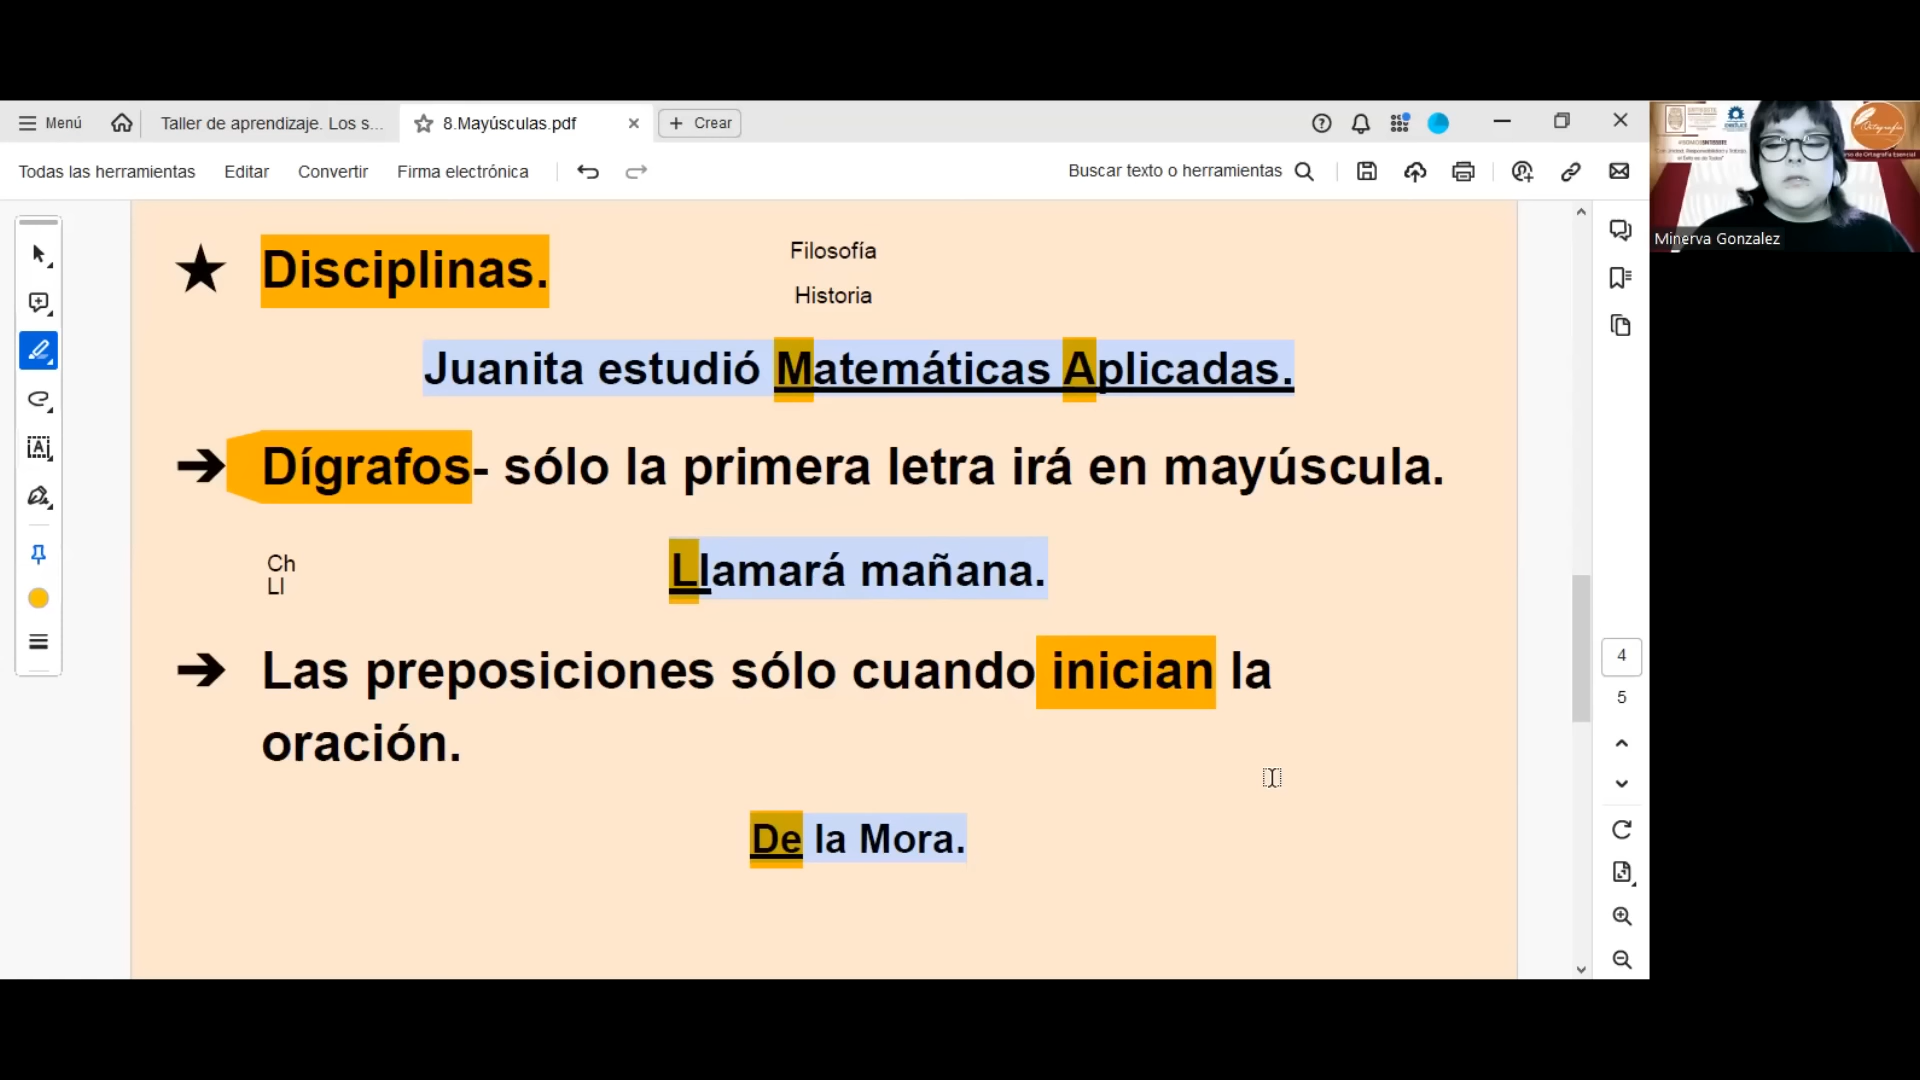 Menú
Taller de aprendizaje. Los s...
8.Mayúsculas.pdf
Crear
Todas las herramientas
Editar
Convertir
Firma electrónica
Buscar texto o herramientas
Minerva Gonzalez
Disciplinas.
Filosofía
Historia
Juanita estudió Matemáticas Aplicadas.
Dígrafos- sólo la primera letra irá en mayúscula.
Ch
Ll
Llamará mañana.
Las preposiciones sólo cuando inician la
oración.
De la Mora.
4
5